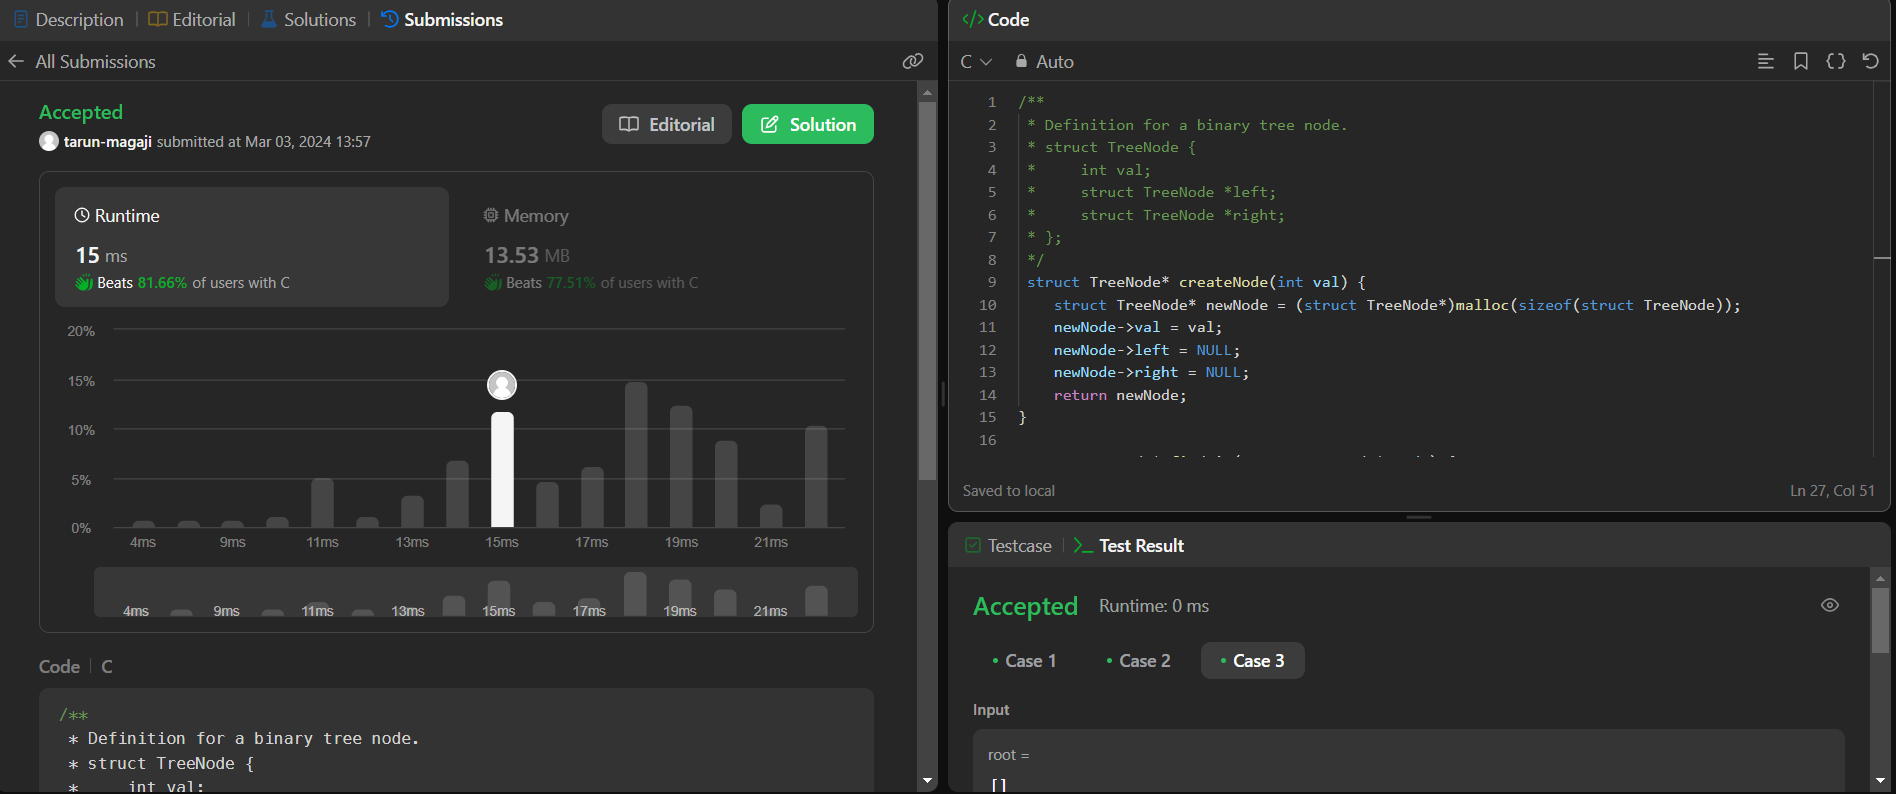 Description
Editorial
Solutions
Submissions
All Submissions
Accepted
tarun-magaji submitted at Mar 03, 2024 13:57
Editorial
Solution
Runtime
15 ms
Beats 81.66% of users with C
Memory
13.53 MB
Beats 77.51% of users with C
20%
15%
10%
5%
0%
4ms 9ms 11ms 13ms 15ms 17ms 19ms 21ms
4ms 9ms 11ms 13ms 15ms 17ms 19ms 21ms
Code C
/**
* Definition for a binary tree node.
* struct TreeNode {
* int val;
</> Code
C
Auto
1 /**
2 * Definition for a binary tree node.
3 * struct TreeNode {
4 * int val;
5 * struct TreeNode *left;
6 * struct TreeNode *right;
7 * };
8 */
9 struct TreeNode* createNode(int val) {
10 struct TreeNode* newNode = (struct TreeNode*)malloc(sizeof(struct TreeNode));
11 newNode->val = val;
12 newNode->left = NULL;
13 newNode->right = NULL;
14 return newNode;
15 }
16
Saved to local
Ln 27, Col 51
Testcase
Test Result
Accepted Runtime: 0 ms
Case 1
Case 2
Case 3
Input
root =
[]